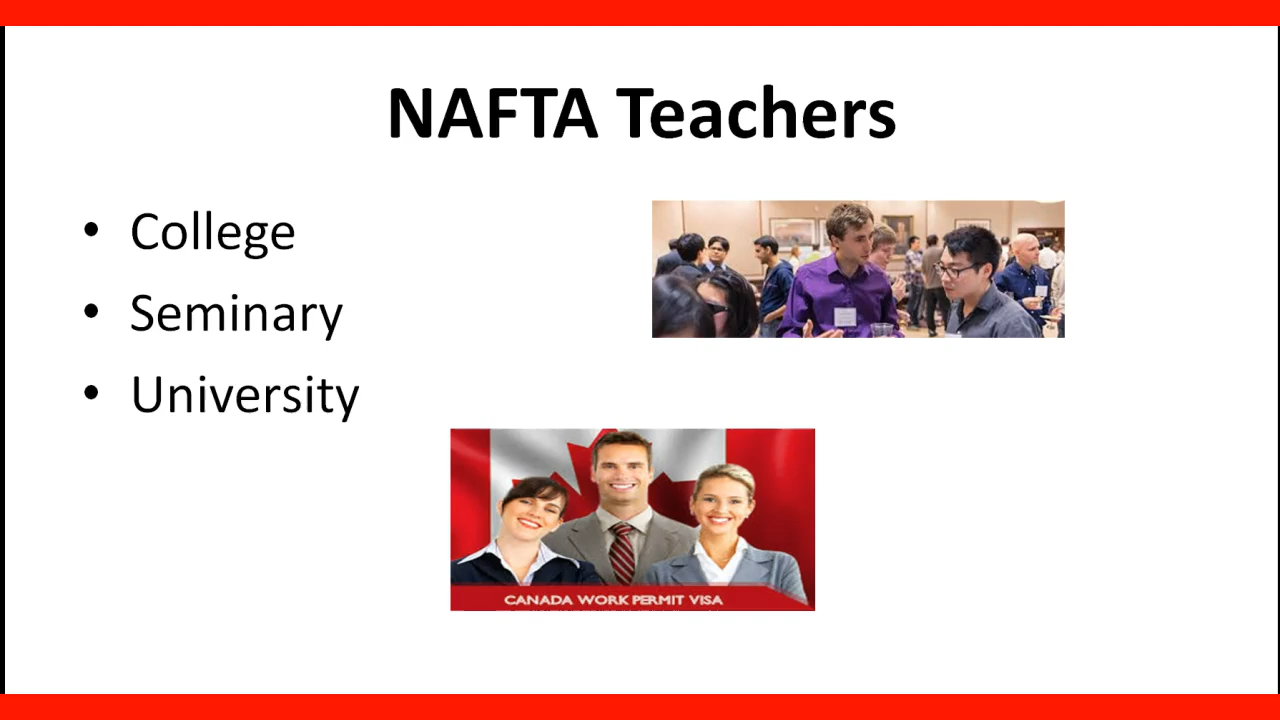 NAFTA Teachers
• College
• Seminary
• University
CANADA WORK PERMIT VISA